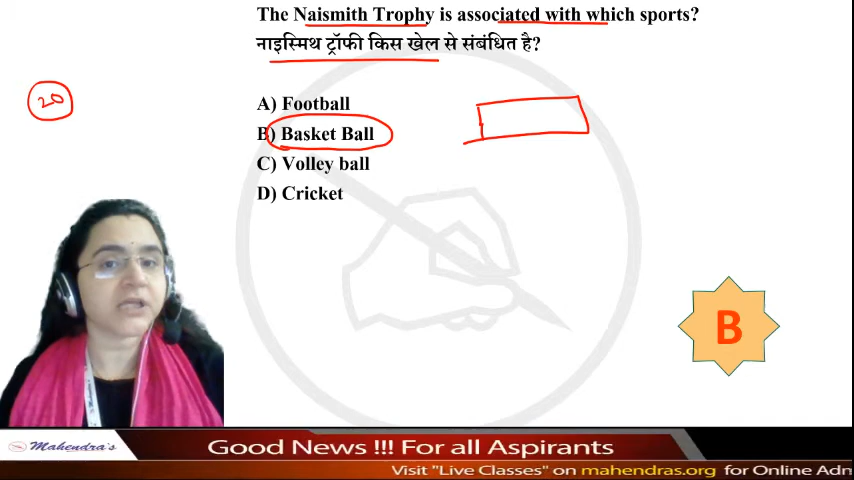 The Naismith Trophy is associated with which sports?
नाइस्मिथ ट्रॉफी किस खेल से संबंधित है?
20
A) Football
B) Basket Ball
C) Volley ball
D) Cricket
B
Mahendra's
Good News !!! For all Aspirants
Visit "Live Classes" on mahendras.org for Online Adn